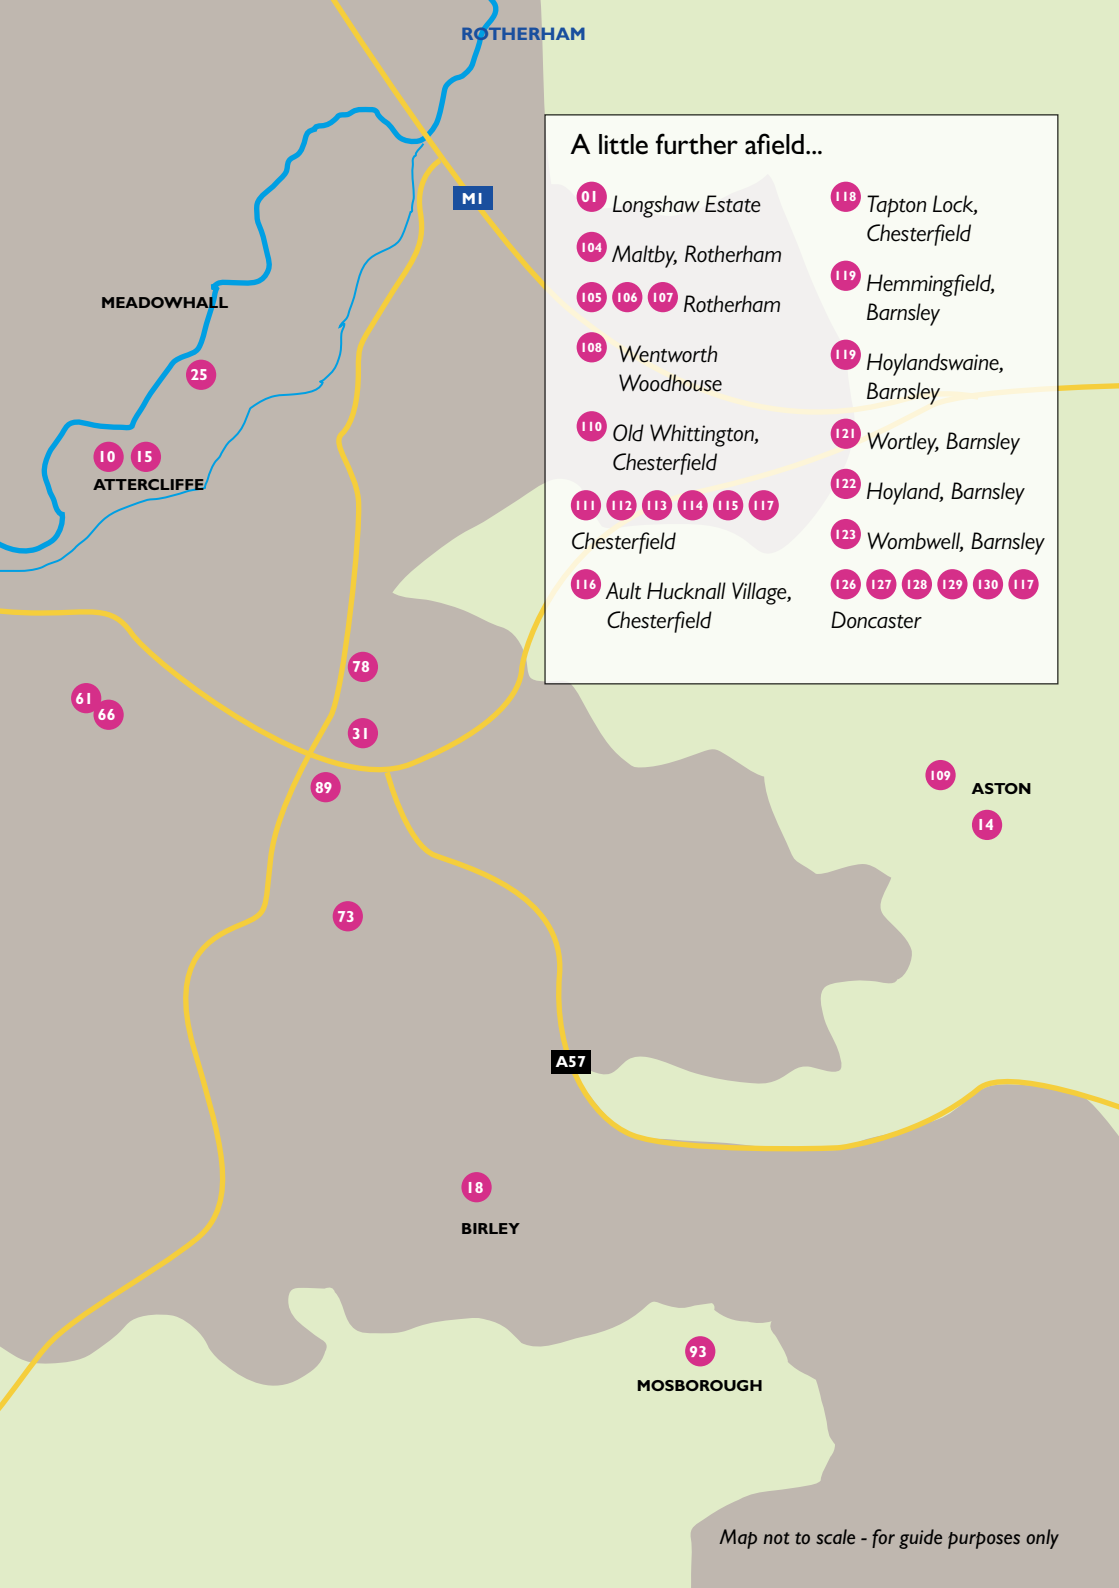 ROTHERHAM
M1
MEADOWHALL
25
10 15
ATTERCLIFFE
A little further afield...
01 Longshaw Estate
104 Maltby, Rotherham
105 106 107 Rotherham
108 Wentworth
Woodhouse
110 Old Whittington,
Chesterfield
111 112 113 114 115 117
Chesterfield
116 Ault Hucknall Village,
Chesterfield
118 Tapton Lock,
Chesterfield
119 Hemmingfield,
Barnsley
119 Hoylandswaine,
Barnsley
121 Wortley, Barnsley
122 Hoyland, Barnsley
123 Wombwell, Barnsley
126 127 128 129 130 117
Doncaster
78
61
66
31
89
109
ASTON
14
73
A57
18
BIRLEY
93
MOSBOROUGH
Map not to scale - for guide purposes only